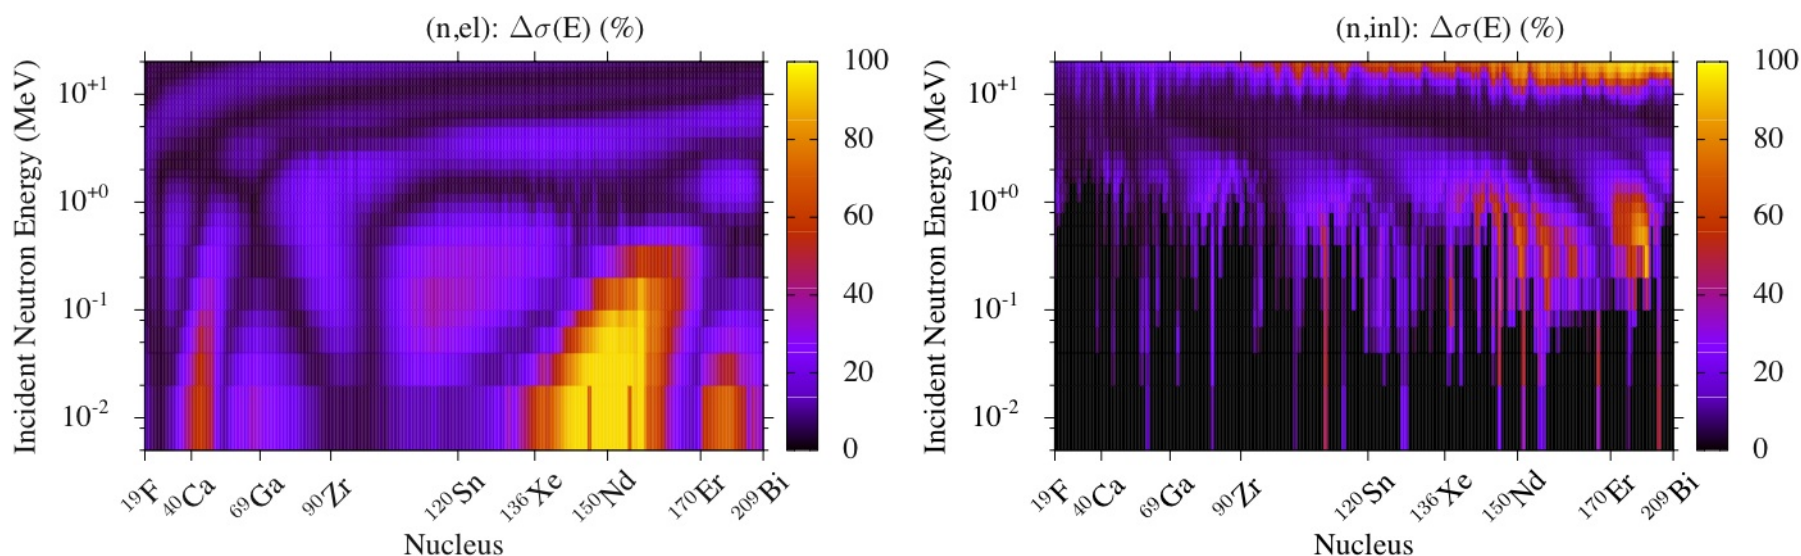 (n,el): Δσ(E) (%)
Incident Neutron Energy (MeV)
10⁺¹
10⁺⁰
10⁻¹
10⁻²
100
80
60
40
20
0
¹⁹F
⁴⁰Ca
⁶⁹Ga
⁹⁰Zr
¹²⁰Sn
¹³⁶Xe
¹⁵⁰Nd
¹⁷⁰Er
²⁰⁹Bi
Nucleus
(n,inl): Δσ(E) (%)
Incident Neutron Energy (MeV)
10⁺¹
10⁺⁰
10⁻¹
10⁻²
100
80
60
40
20
0
¹⁹F
⁴⁰Ca
⁶⁹Ga
⁹⁰Zr
¹²⁰Sn
¹³⁶Xe
¹⁵⁰Nd
¹⁷⁰Er
²⁰⁹Bi
Nucleus